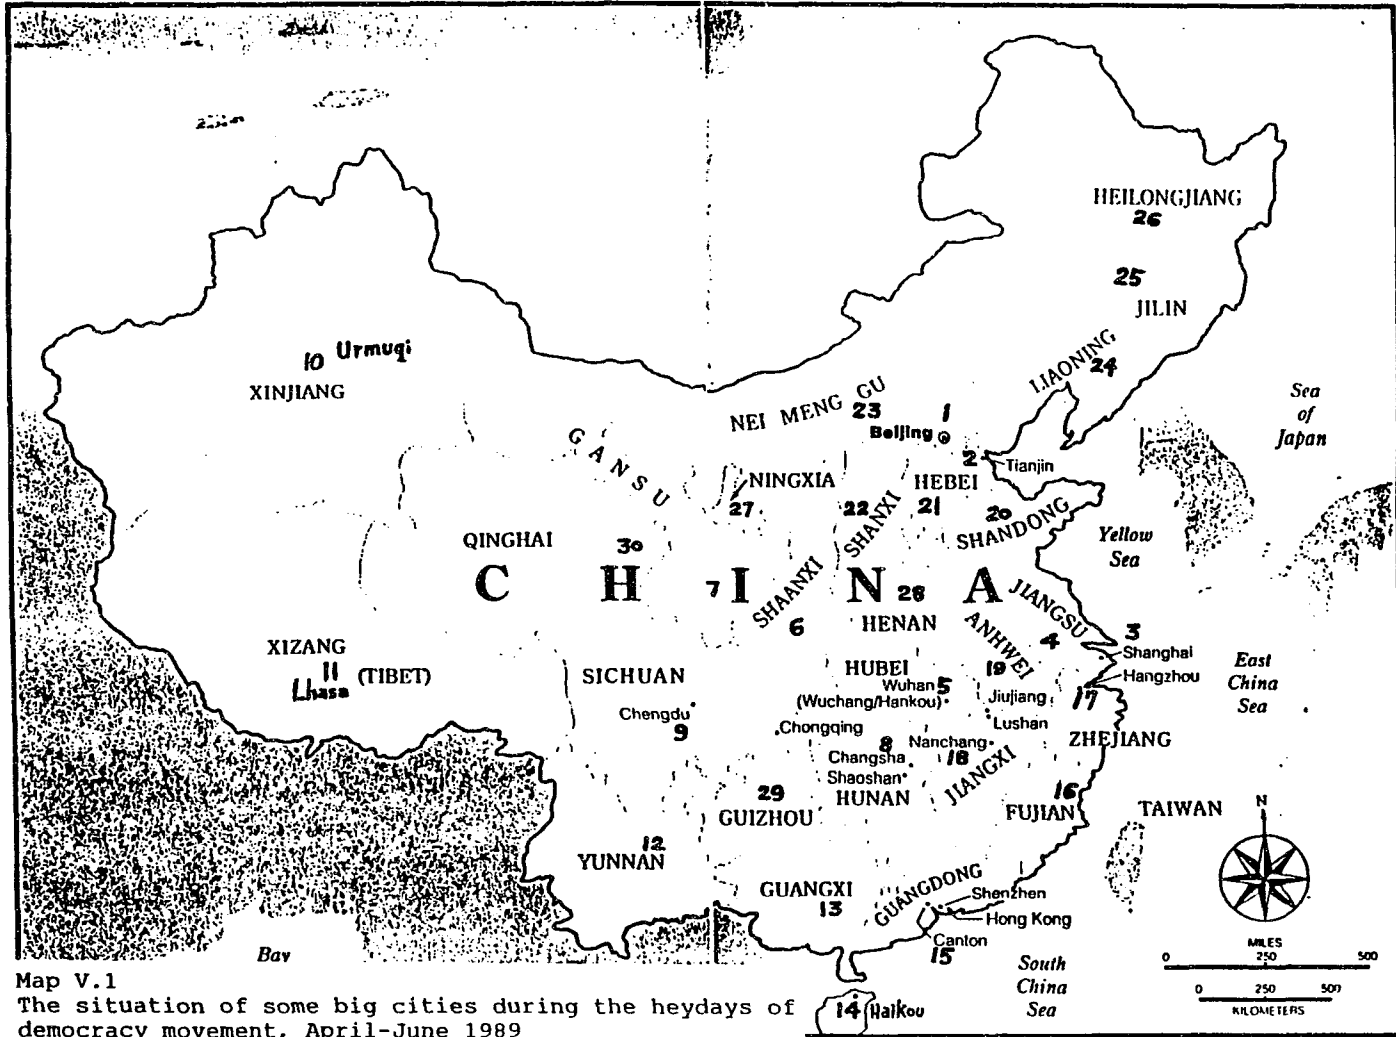 HEILONGJIANG
26
25
JILIN
LIAONING
24
10 Urmuqi
XINJIANG
NEI MENG GU
23
1
Beijing
Sea
of
Japan
GANSU
2
Tianjin
NINGXIA
27
HEBEI
21
22
SHANXI
20
SHANDONG
QINGHAI
30
Yellow
Sea
CHINA
7
28
SHAANXI
6
HENAN
JIANGSU
4
ANHWEI
19
3
Shanghai
Hangzhou
17
XIZANG
11 (TIBET)
Lhasa
SICHUAN
HUBEI
Wuhan 5
(Wuchang/Hankou)
Jiujiang
Lushan
East
China
Sea
Chengdu
9
Chongqing
ZHEJIANG
8
Changsha
Nanchang
18
Shaoshan
HUNAN
JIANGXI
29
GUIZHOU
16
FUJIAN
TAIWAN
N
12
YUNNAN
GUANGXI
13
GUANGDONG
Shenzhen
Hong Kong
Canton
15
Bay
South
China
Sea
MILES
0 250 500
0 250 500
KILOMETERS
14 Haikou
Map V.1
The situation of some big cities during the heydays of
democracy movement, April-June 1989